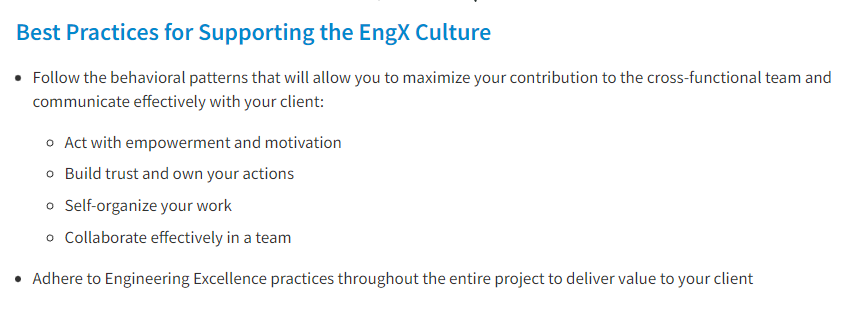 Best Practices for Supporting the EngX Culture
• Follow the behavioral patterns that will allow you to maximize your contribution to the cross-functional team and
communicate effectively with your client:
◦ Act with empowerment and motivation
◦ Build trust and own your actions
◦ Self-organize your work
◦ Collaborate effectively in a team
• Adhere to Engineering Excellence practices throughout the entire project to deliver value to your client